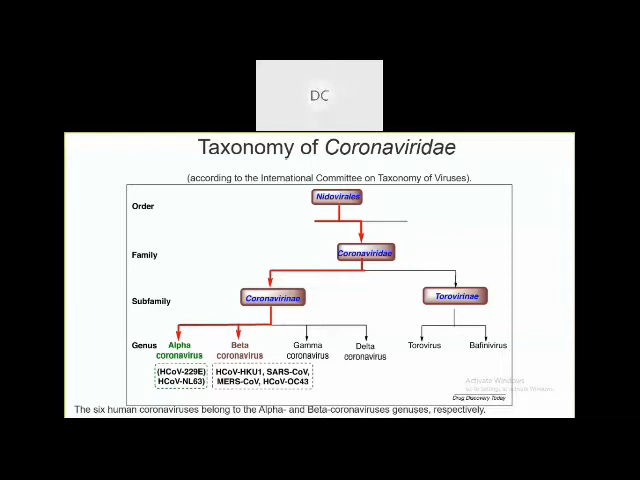 DC
Taxonomy of Coronaviridae
(according to the International Committee on Taxonomy of Viruses).
Order
Nidovirales
Family
Coronaviridae
Subfamily
Coronavirinae
Torovirinae
Genus
Alpha
coronavirus
Beta
coronavirus
Gamma
coronavirus
Delta
coronavirus
Torovirus
Bafinivirus
(HCoV-229E)
HCoV-NL63)
HCoV-HKU1, SARS-CoV,
MERS-CoV, HCoV-OC43
Activate Windows
Go to Settings to activate Windows.
Drug Discovery Today
The six human coronaviruses belong to the Alpha- and Beta-coronaviruses genuses, respectively.